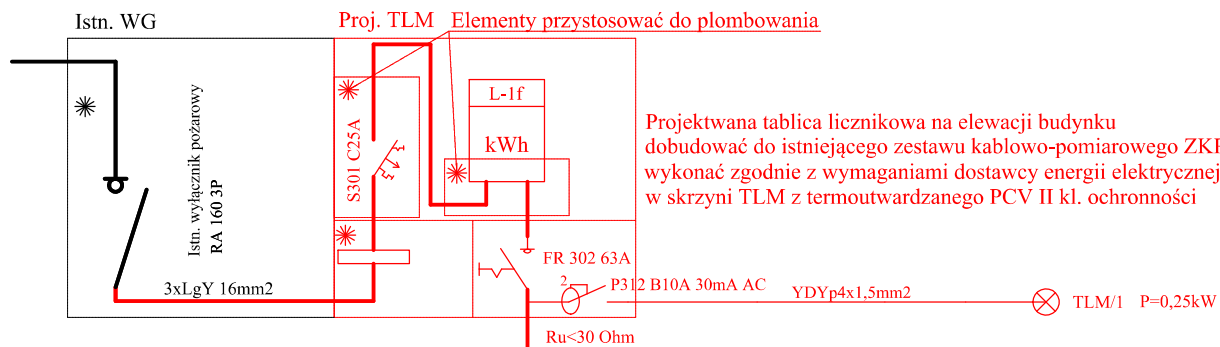 Istn. WG
Proj. TLM
Elementy przystosować do plombowania
L-1f
kWh
S301 C25A
Istn. wyłącznik pożarowy
RA 160 3P
Projektwana tablica licznikowa na elewacji budynku
dobudować do istniejącego zestawu kablowo-pomiarowego ZKP
wykonać zgodnie z wymaganiami dostawcy energii elektrycznej
w skrzyni TLM z termoutwardzanego PCV II kl. ochronności
FR 302 63A
3xLgY 16mm2
2
P312 B10A 30mA AC
YDYp4x1,5mm2
TLM/1 P=0,25kW
Ru<30 Ohm